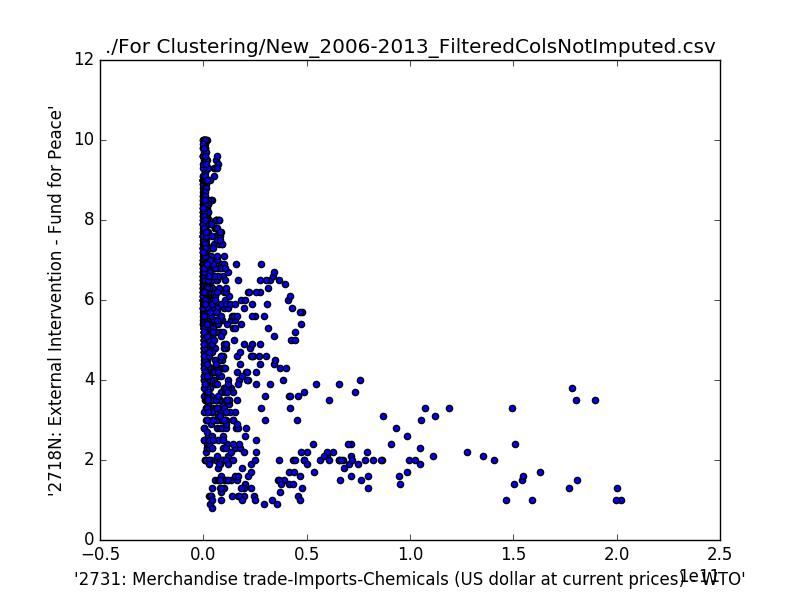 ./For Clustering/New_2006-2013_FilteredColsNotImputed.csv
12
10
8
6
4
2
0
'2718N: External Intervention - Fund for Peace'
−0.5 0.0 0.5 1.0 1.5 2.0 2.5
1e11
'2731: Merchandise trade-Imports-Chemicals (US dollar at current prices) - WTO'